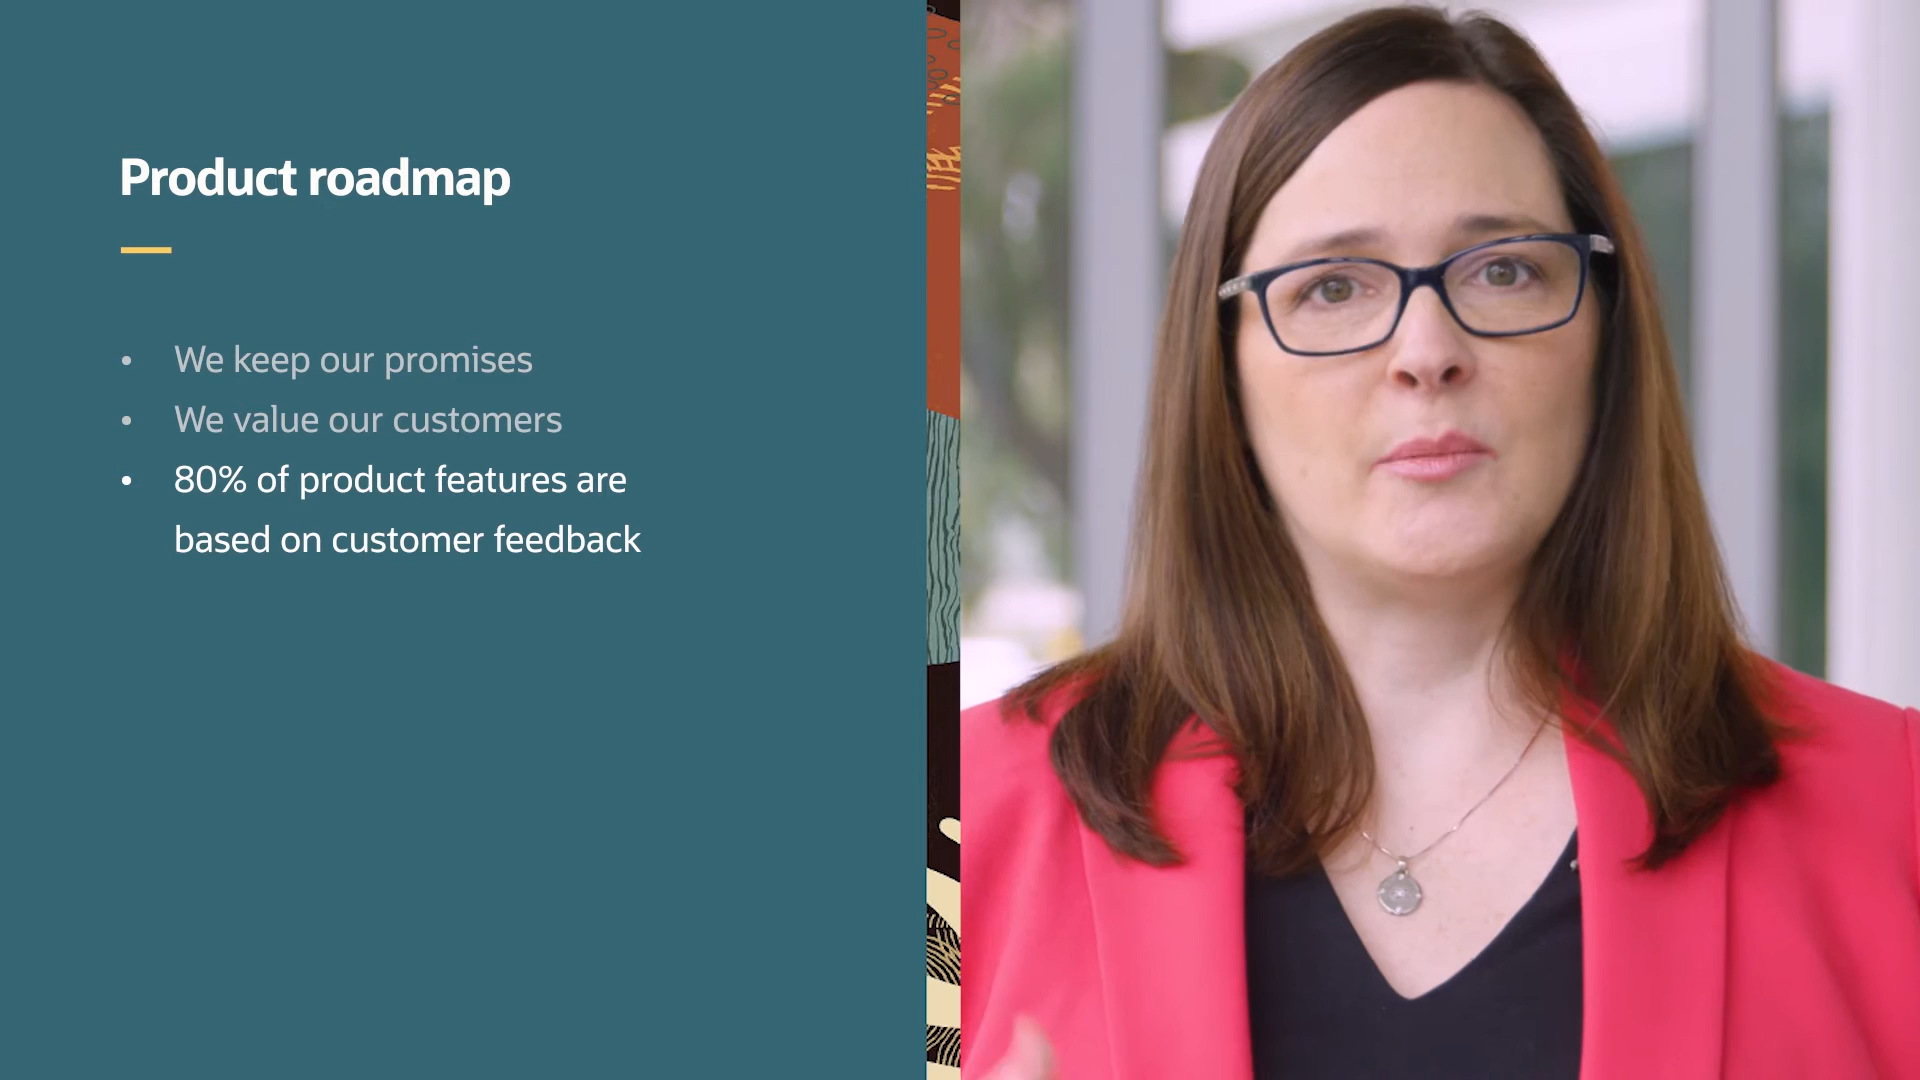 Product roadmap
• We keep our promises
• We value our customers
• 80% of product features are
based on customer feedback